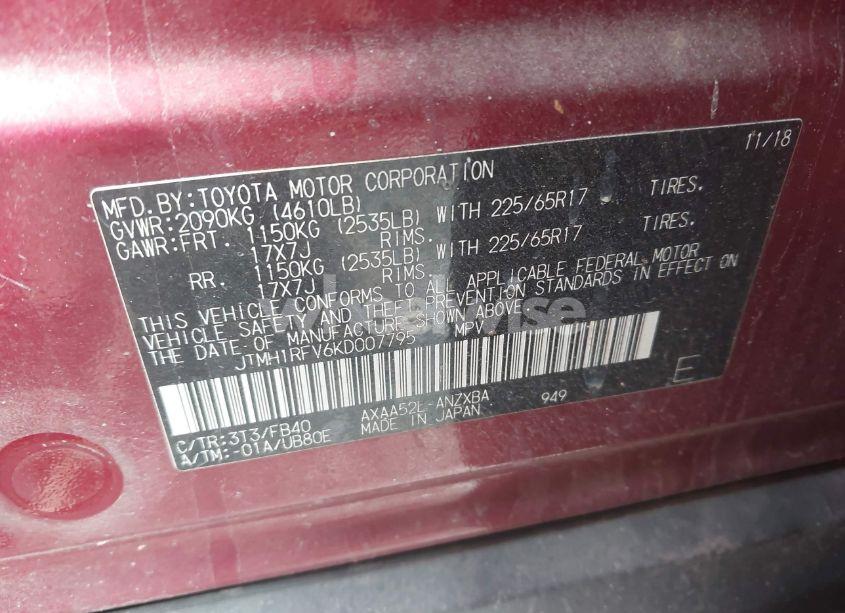 11/18
MFD. BY: TOYOTA MOTOR CORPORATION
GVWR: 2090KG (4610LB)
GAWR: FRT. 1150KG (2535LB) WITH 225/65R17 TIRES.
17X7J RIMS.
RR. 1150KG (2535LB) WITH 225/65R17 TIRES.
17X7J RIMS.
THIS VEHICLE CONFORMS TO ALL APPLICABLE FEDERAL MOTOR
VEHICLE SAFETY AND THEFT PREVENTION STANDARDS IN EFFECT ON
THE DATE OF MANUFACTURE SHOWN ABOVE.
JTMH1RFV6KD007795 MPV
wheelwise
E
C/TR: 3T3/FB40 AXAA52L-ANZXBA 949
A/TM: -01A/UB80E MADE IN JAPAN